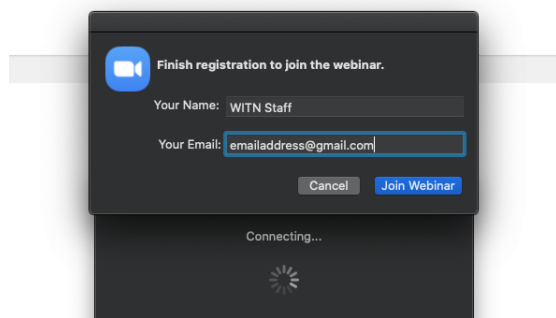 Finish registration to join the webinar.
Your Name: WITN Staff
Your Email: emailaddress@gmail.com
Cancel Join Webinar
Connecting...